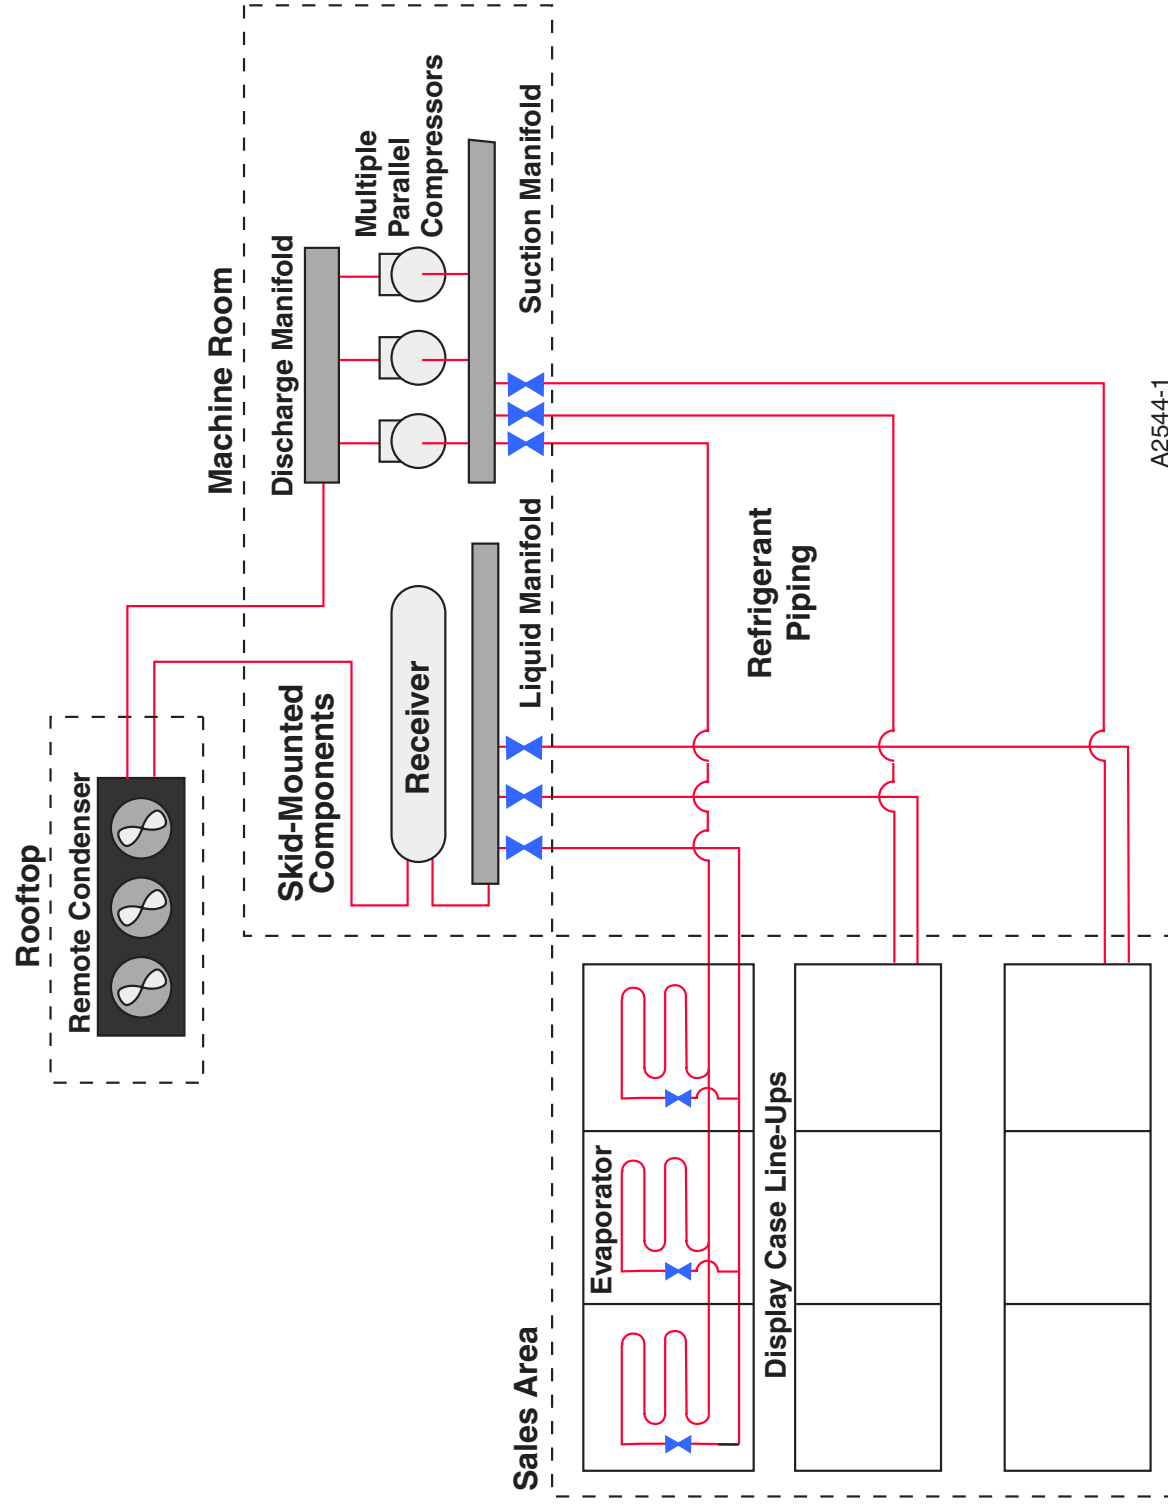 Rooftop
Remote Condenser
Machine Room
Discharge Manifold
Multiple
Parallel
Compressors
Suction Manifold
Skid-Mounted
Components
Receiver
Liquid Manifold
Refrigerant
Piping
Sales Area
Evaporator
Display Case Line-Ups
A2544-1